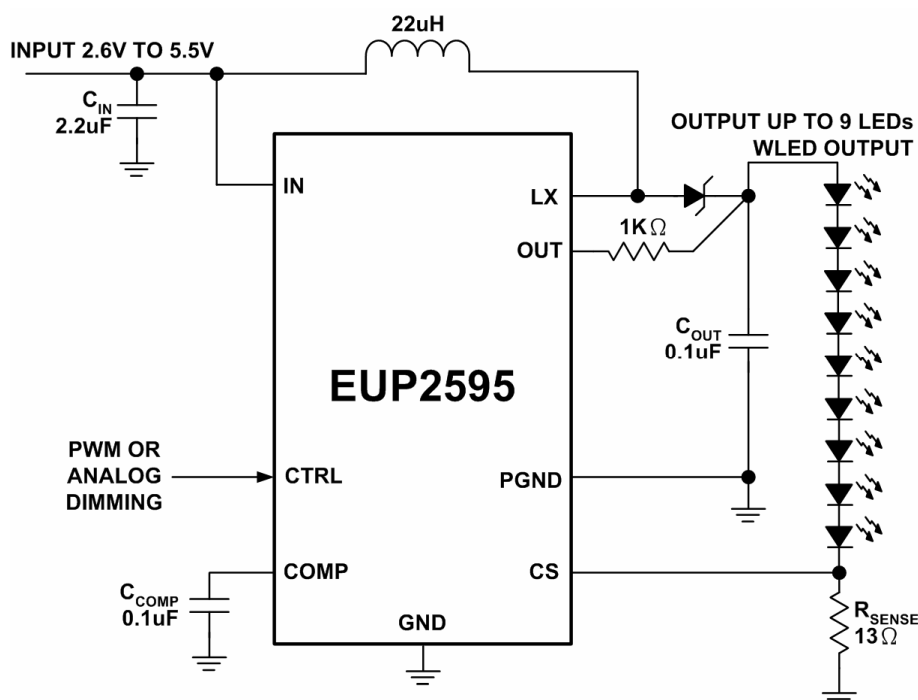 22uH
INPUT 2.6V TO 5.5V
C_IN
2.2uF
OUTPUT UP TO 9 LEDs
WLED OUTPUT
IN
LX
1KΩ
OUT
C_OUT
0.1uF
EUP2595
PWM OR
ANALOG
DIMMING
CTRL
PGND
COMP
CS
C_COMP
0.1uF
GND
R_SENSE
13Ω